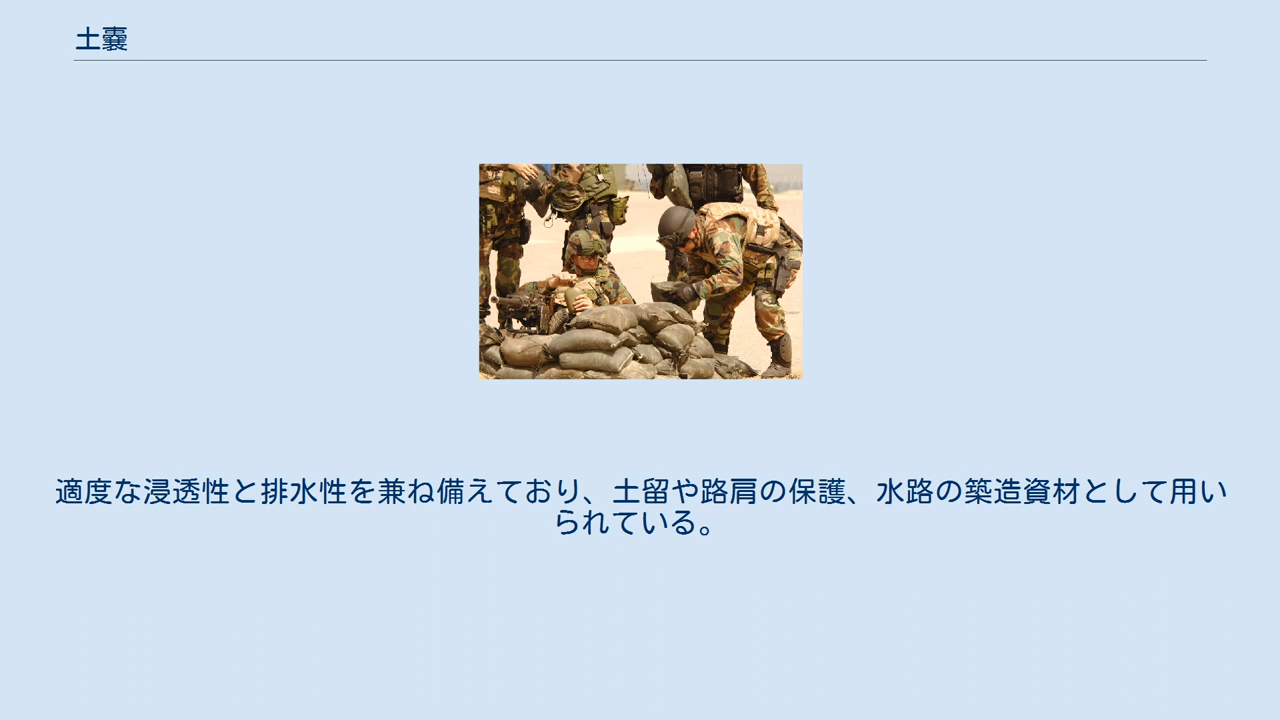 土嚢
適度な浸透性と排水性を兼ね備えており、土留や路肩の保護、水路の築造資材として用い
られている。